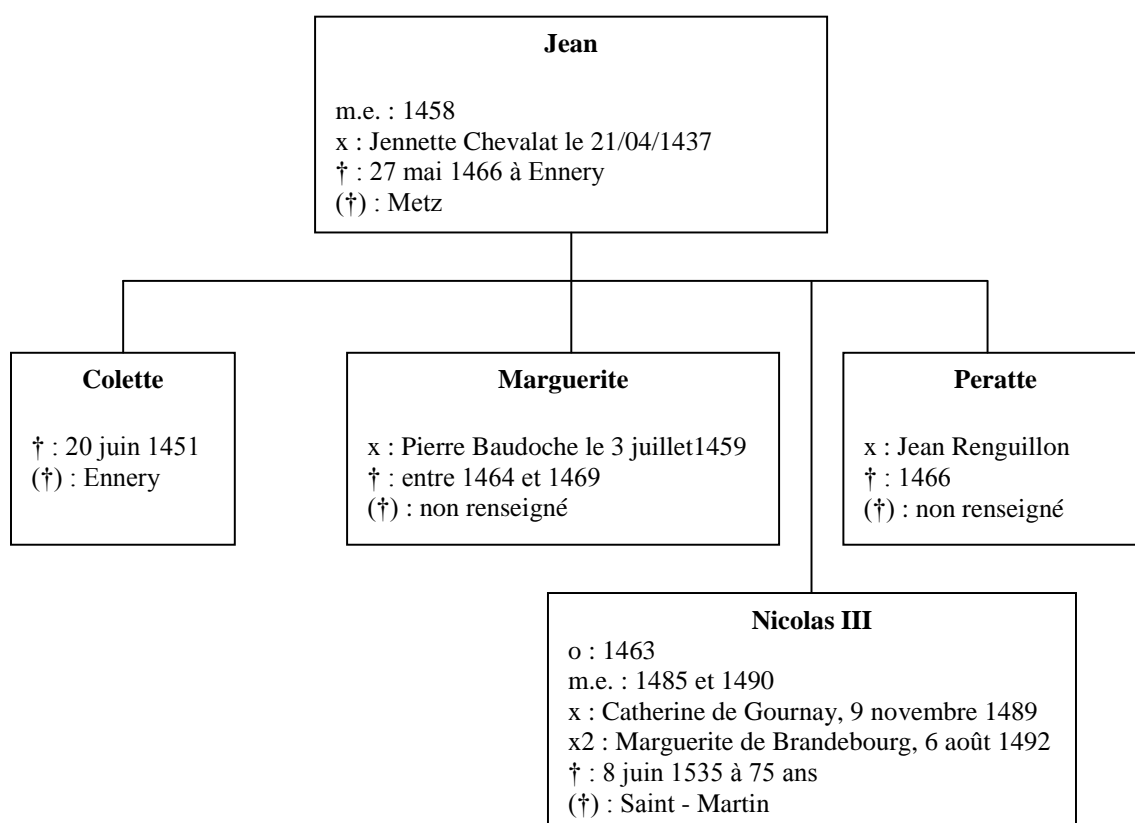 Jean
m.e. : 1458
x : Jennette Chevalat le 21/04/1437
† : 27 mai 1466 à Ennery
(†) : Metz
Colette
† : 20 juin 1451
(†) : Ennery
Marguerite
x : Pierre Baudoche le 3 juillet1459
† : entre 1464 et 1469
(†) : non renseigné
Peratte
x : Jean Renguillon
† : 1466
(†) : non renseigné
Nicolas III
o : 1463
m.e. : 1485 et 1490
x : Catherine de Gournay, 9 novembre 1489
x2 : Marguerite de Brandebourg, 6 août 1492
† : 8 juin 1535 à 75 ans
(†) : Saint - Martin